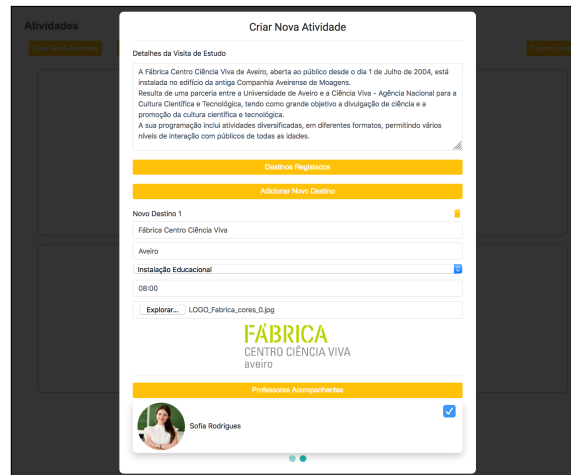 Atividades
Criar Nova Atividade
Criar Nova Atividade
Detalhes da Visita de Estudo
A Fábrica Centro Ciência Viva de Aveiro, aberta ao público desde o dia 1 de Julho de 2004, está
instalada no edifício da antiga Companhia Aveirense de Moagens.
Resulta de uma parceria entre a Universidade de Aveiro e a Ciência Viva - Agência Nacional para a
Cultura Científica e Tecnológica, tendo como grande objetivo a divulgação de ciência e a
promoção da cultura científica e tecnológica.
A sua programação inclui atividades diversificadas, em diferentes formatos, permitindo vários
níveis de interação com públicos de todas as idades.
Destinos Registados
Adicionar Novo Destino
Novo Destino 1
Fábrica Centro Ciência Viva
Aveiro
Instalação Educacional
08:00
Explorar... LOGO_Fabrica_cores_0.jpg
FÁBRICA
CENTRO CIÊNCIA VIVA
aveiro
Professores Acompanhantes
Sofia Rodrigues